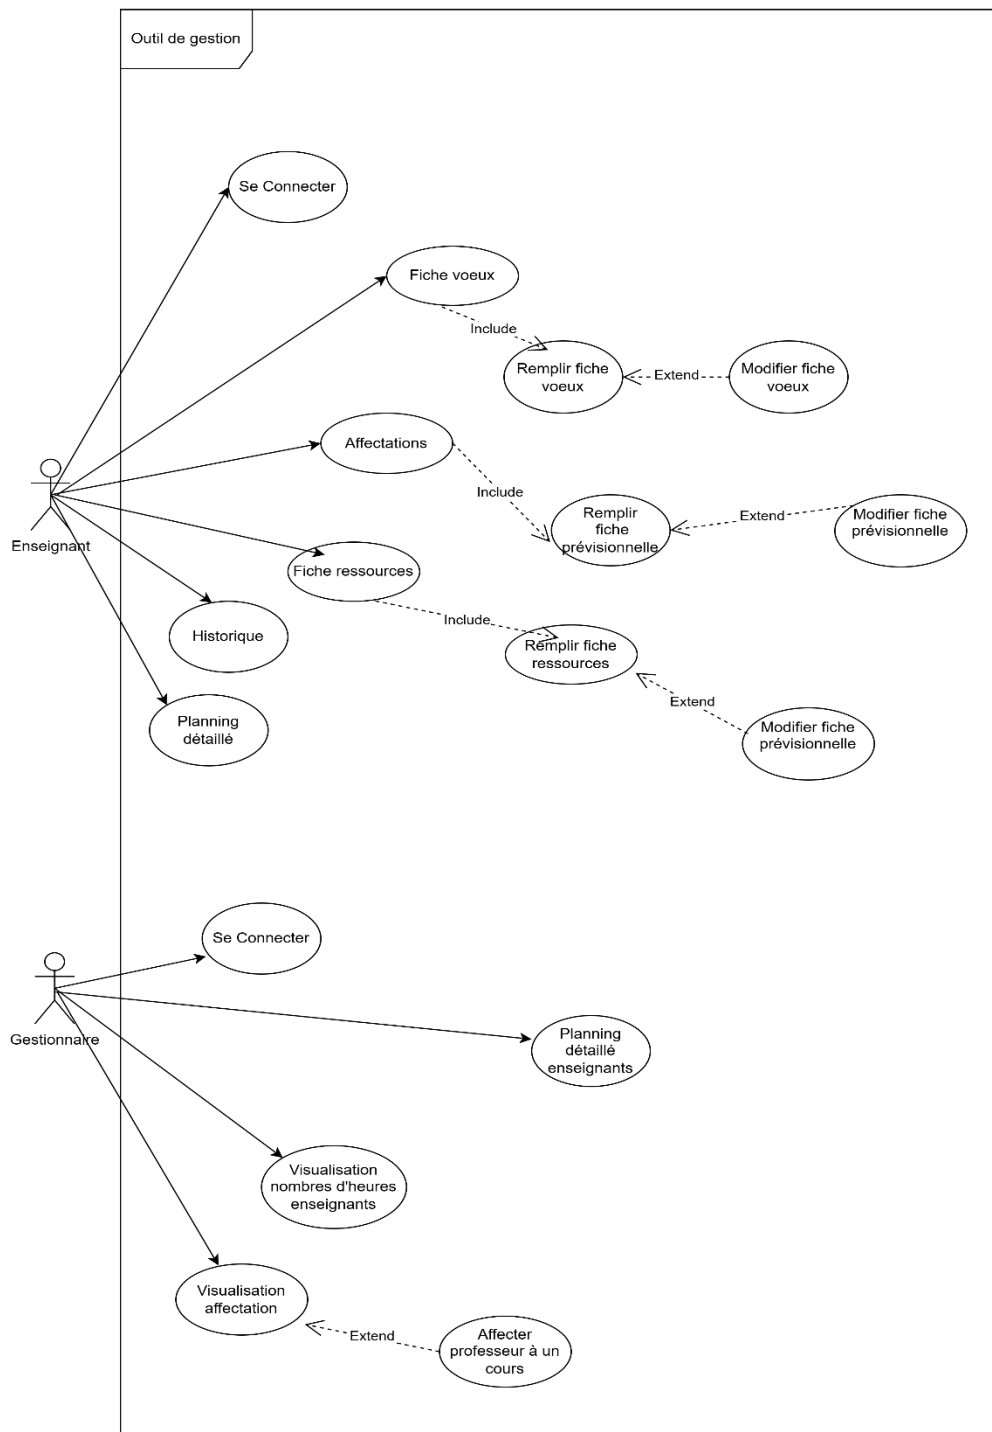 Outil de gestion
Se Connecter
Fiche voeux
Include
Remplir fiche
voeux
Extend
Modifier fiche
voeux
Affectations
Include
Remplir
fiche
prévisionnelle
Extend
Modifier fiche
prévisionnelle
Enseignant
Fiche ressources
Include
Remplir fiche
ressources
Extend
Modifier fiche
prévisionnelle
Historique
Planning
détaillé
Se Connecter
Gestionnaire
Planning
détaillé
enseignants
Visualisation
nombres d'heures
enseignants
Visualisation
affectation
Extend
Affecter
professeur à un
cours